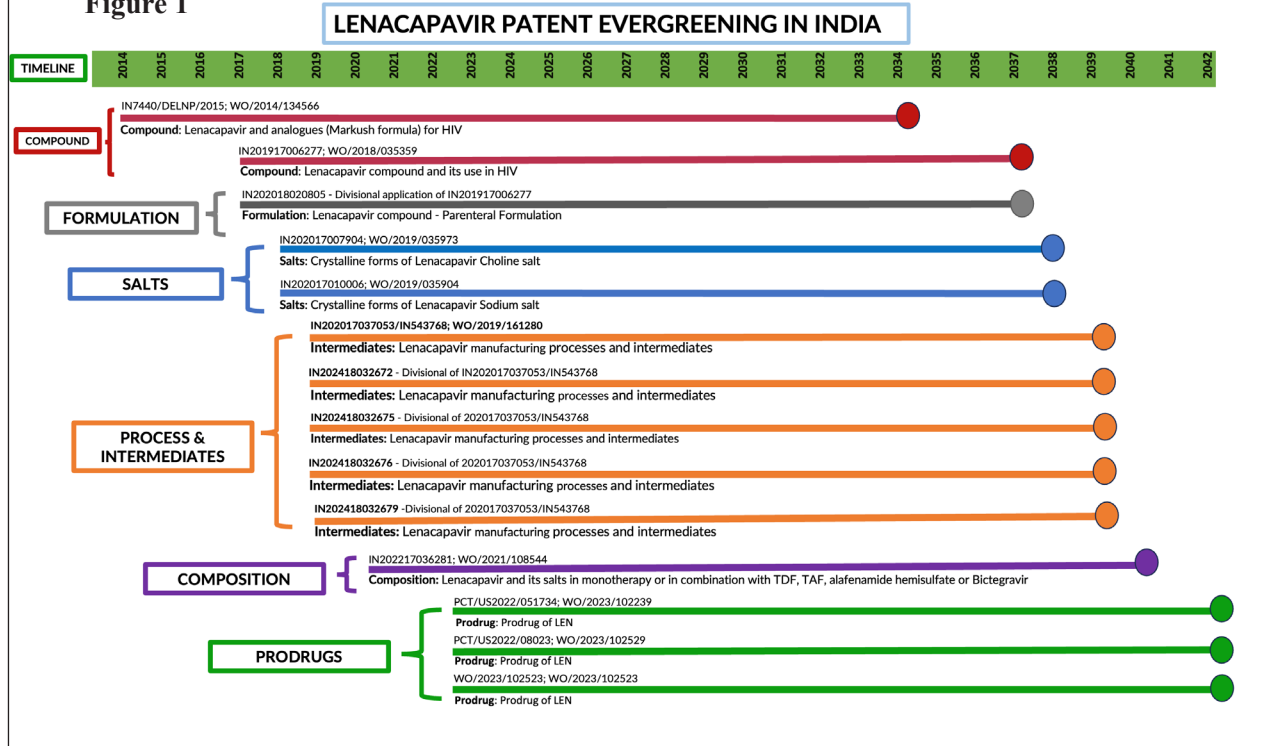 Figure 1
LENACAPAVIR PATENT EVERGREENING IN INDIA
TIMELINE
2014 2015 2016 2017 2018 2019 2020 2021 2022 2023 2024 2025 2026 2027 2028 2029 2030 2031 2032 2033 2034 2035 2036 2037 2038 2039 2040 2041 2042
COMPOUND
IN7440/DELNP/2015; WO/2014/134566
Compound: Lenacapavir and analogues (Markush formula) for HIV
IN201917006277; WO/2018/035359
Compound: Lenacapavir compound and its use in HIV
FORMULATION
IN202018020805 - Divisional application of IN201917006277
Formulation: Lenacapavir compound - Parenteral Formulation
SALTS
IN202017007904; WO/2019/035973
Salts: Crystalline forms of Lenacapavir Choline salt
IN202017010006; WO/2019/035904
Salts: Crystalline forms of Lenacapavir Sodium salt
PROCESS &
INTERMEDIATES
IN202017037053/IN543768; WO/2019/161280
Intermediates: Lenacapavir manufacturing processes and intermediates
IN202418032672 - Divisional of IN202017037053/IN543768
Intermediates: Lenacapavir manufacturing processes and intermediates
IN202418032675 - Divisional of 202017037053/IN543768
Intermediates: Lenacapavir manufacturing processes and intermediates
IN202418032676 - Divisional of 202017037053/IN543768
Intermediates: Lenacapavir manufacturing processes and intermediates
IN202418032679 -Divisional of 202017037053/IN543768
Intermediates: Lenacapavir manufacturing processes and intermediates
COMPOSITION
IN202217036281; WO/2021/108544
Composition: Lenacapavir and its salts in monotherapy or in combination with TDF, TAF, alafenamide hemisulfate or Bictegravir
PRODRUGS
PCT/US2022/051734; WO/2023/102239
Prodrug: Prodrug of LEN
PCT/US2022/08023; WO/2023/102529
Prodrug: Prodrug of LEN
WO/2023/102523; WO/2023/102523
Prodrug: Prodrug of LEN